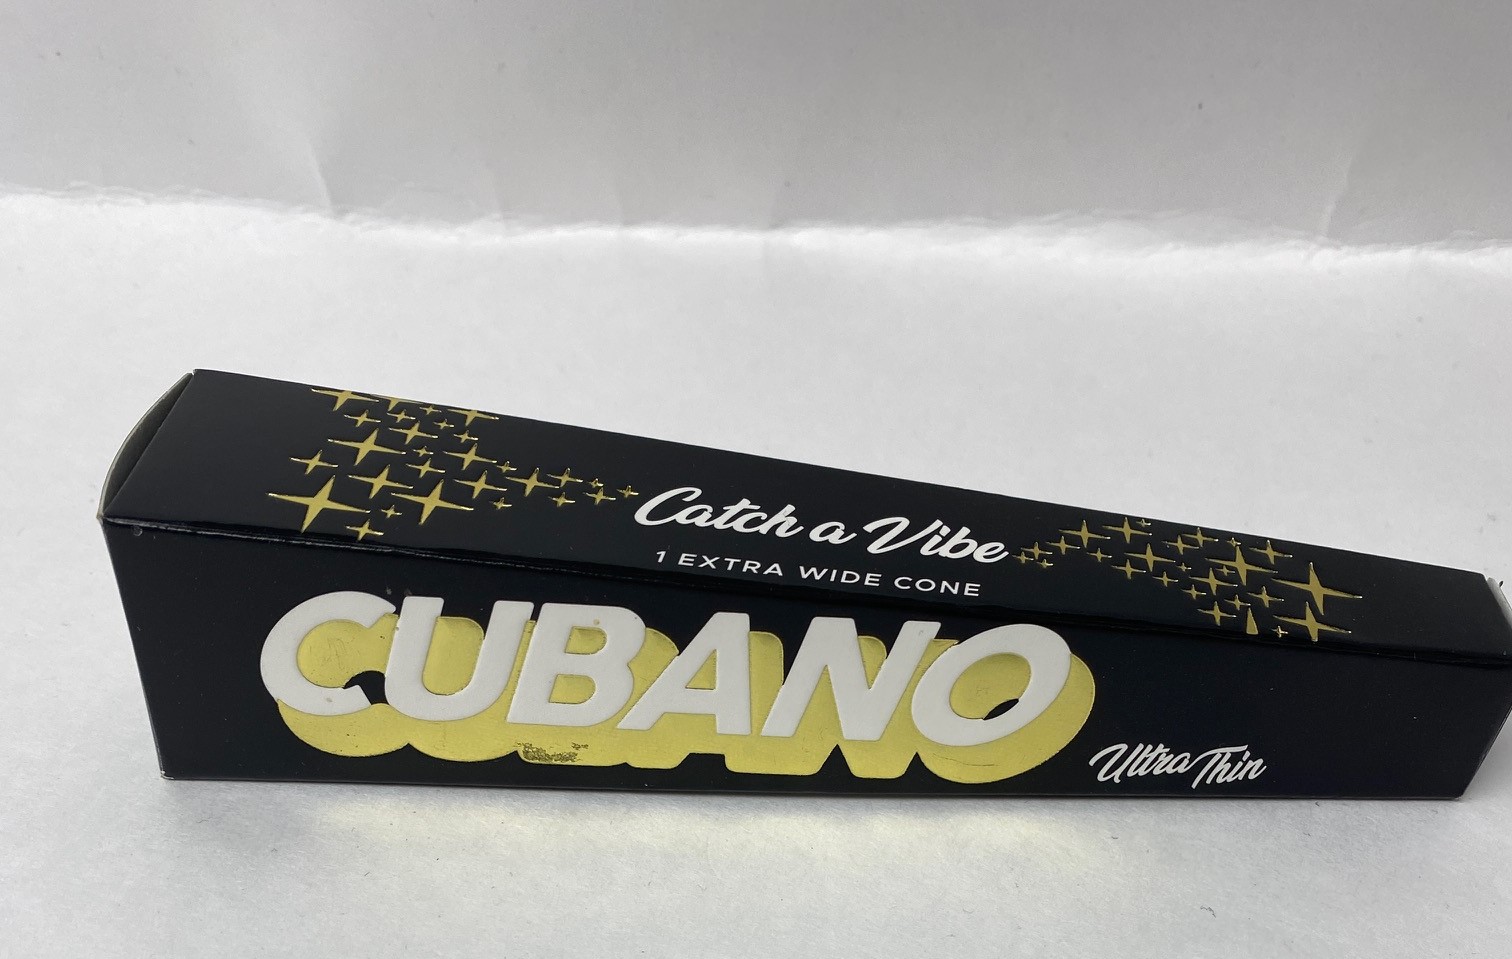 Catch a Vibe
1 EXTRA WIDE CONE
CUBANO
Ultra Thin